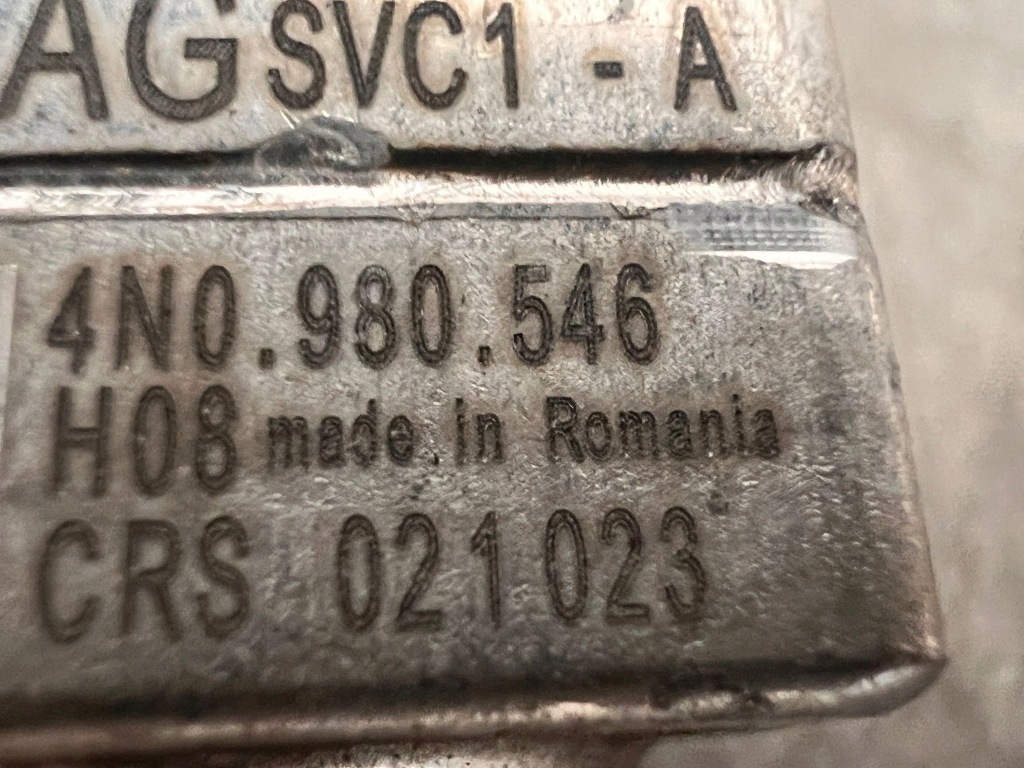 AG SVC1 - A
4N0.980.546
H08 made in Romania
CRS 021023